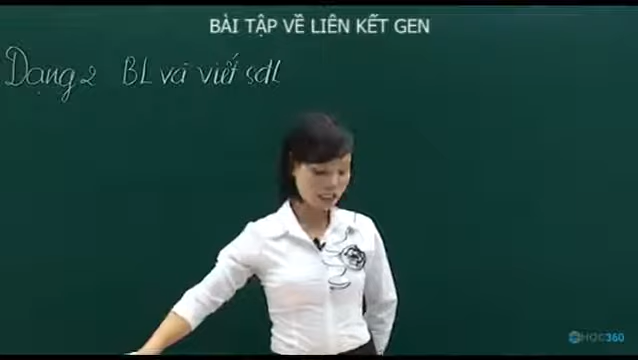 BÀI TẬP VỀ LIÊN KẾT GEN
Dạng 2 BL và viết sđl
HOC360